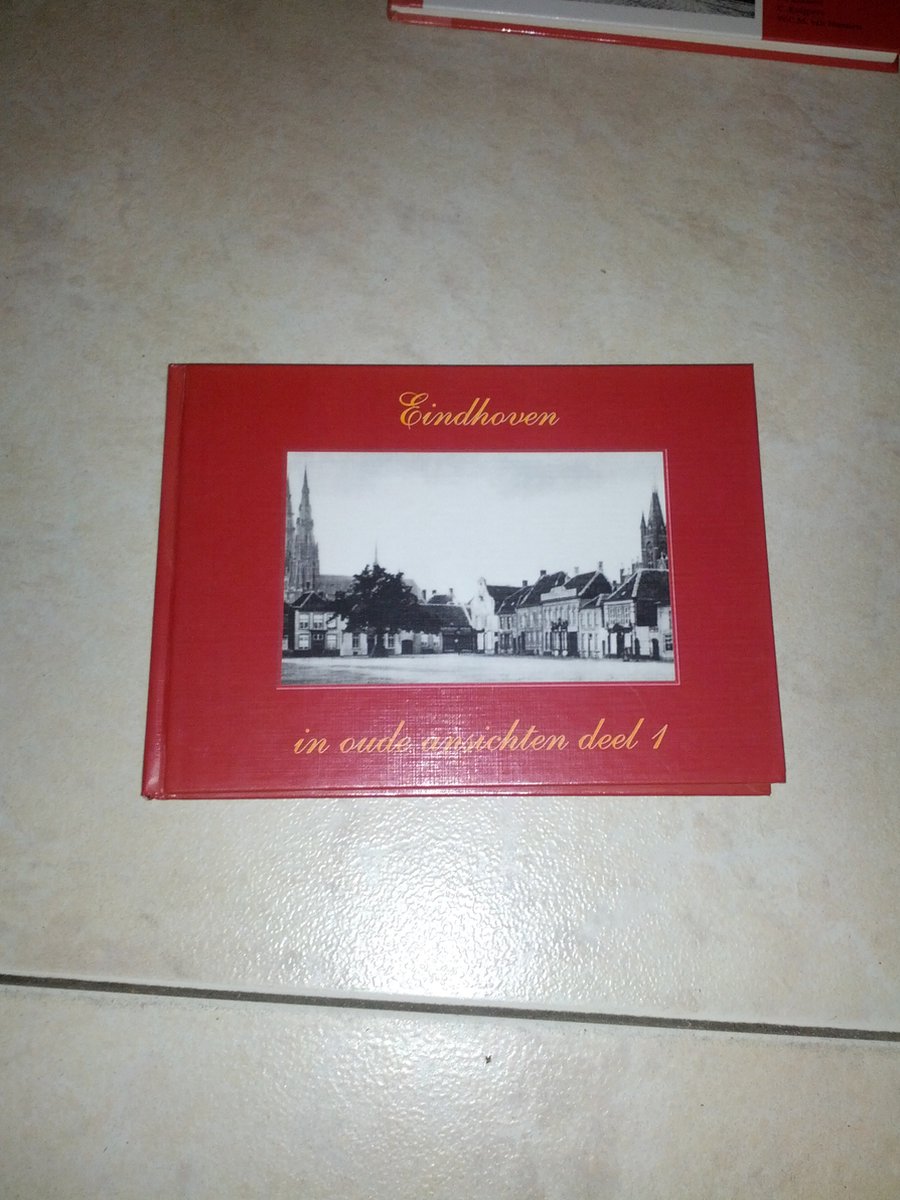 Eindhoven
in oude ansichten deel 1